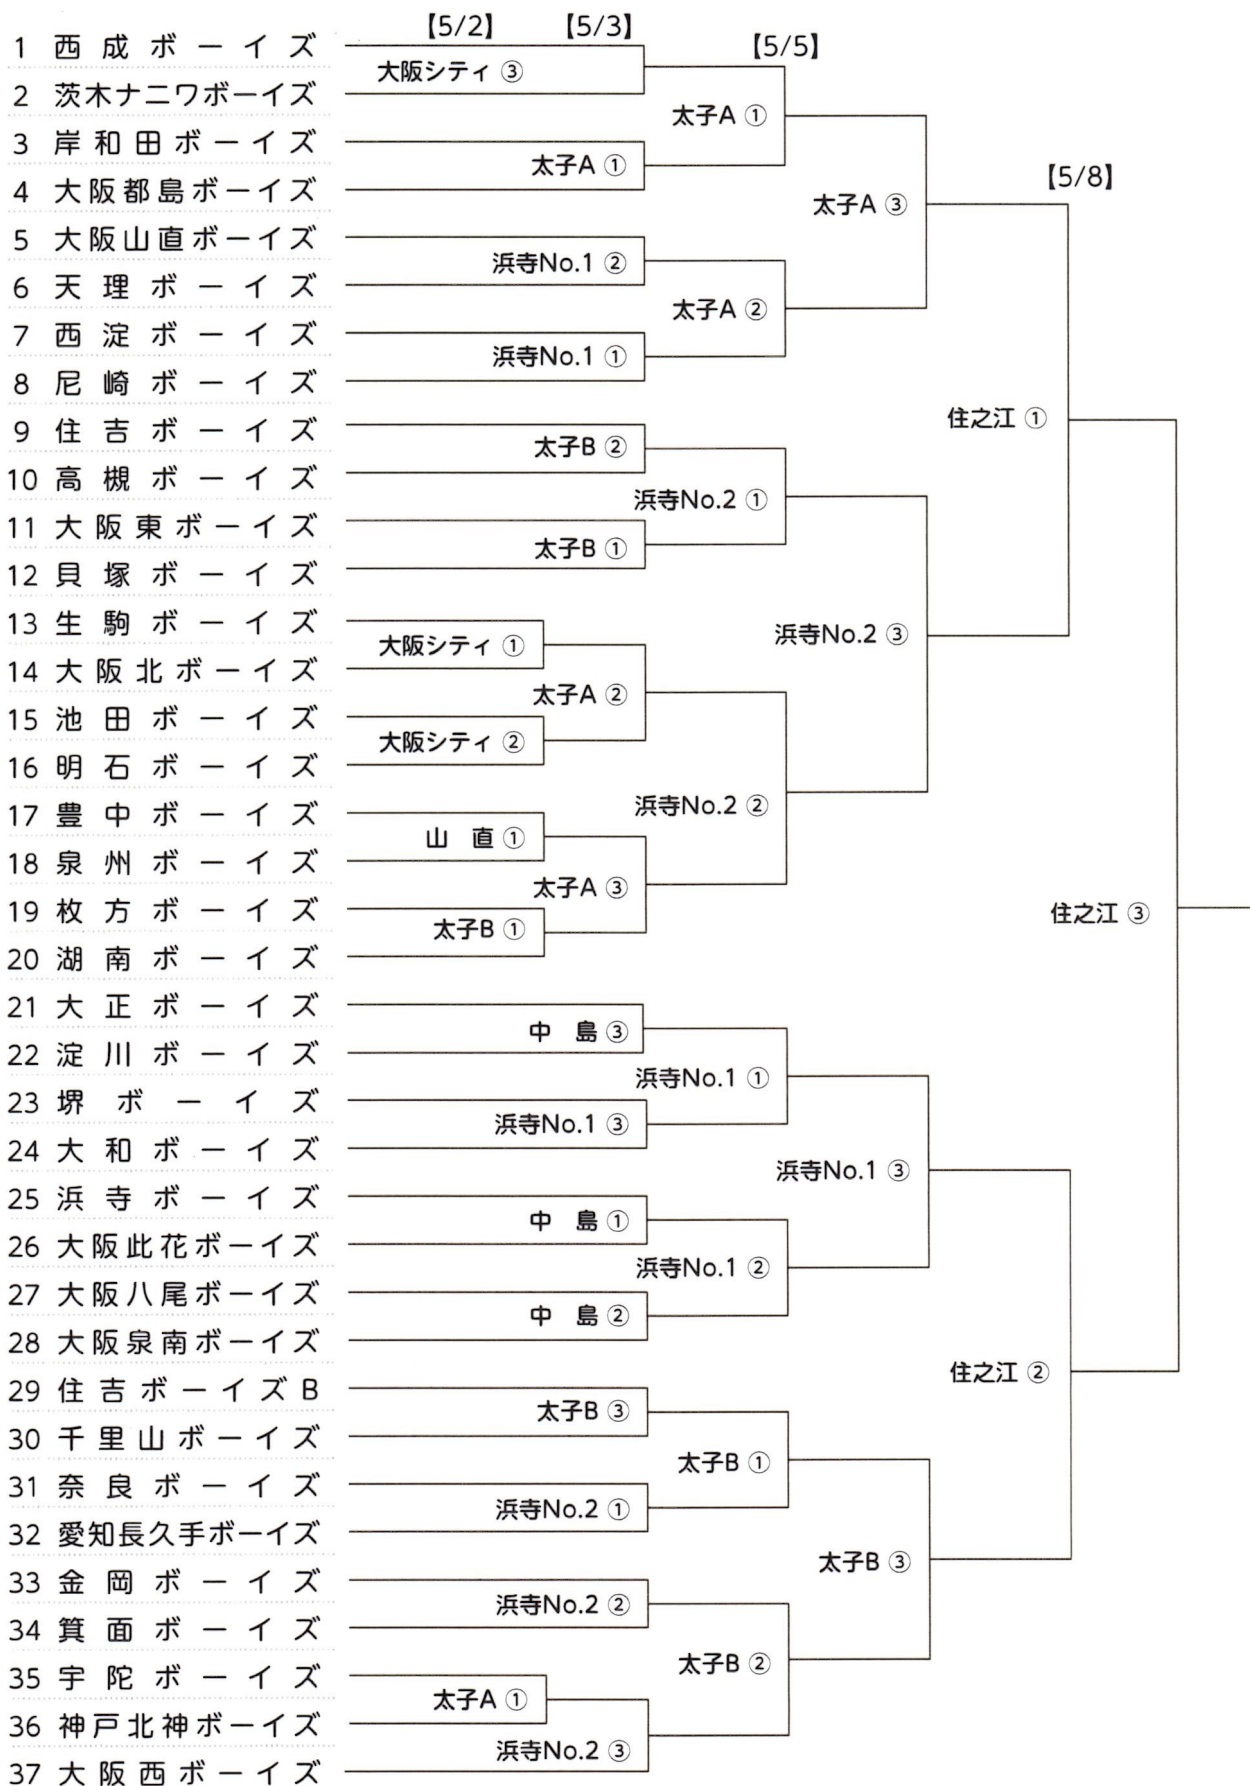 【5/2】 【5/3】 【5/5】 【5/8】
1 西成ボーイズ
大阪シティ ③
2 茨木ナニワボーイズ
太子A ①
3 岸和田ボーイズ
太子A ①
4 大阪都島ボーイズ
太子A ③
5 大阪山直ボーイズ
浜寺No.1 ②
6 天理ボーイズ
太子A ②
7 西淀ボーイズ
浜寺No.1 ①
8 尼崎ボーイズ
住之江 ①
9 住吉ボーイズ
太子B ②
10 高槻ボーイズ
浜寺No.2 ①
11 大阪東ボーイズ
太子B ①
12 貝塚ボーイズ
13 生駒ボーイズ
大阪シティ ① 浜寺No.2 ③
14 大阪北ボーイズ
太子A ②
15 池田ボーイズ
大阪シティ ②
16 明石ボーイズ
浜寺No.2 ②
17 豊中ボーイズ
山直 ①
18 泉州ボーイズ
太子A ③
19 枚方ボーイズ
太子B ① 住之江 ③
20 湖南ボーイズ
21 大正ボーイズ
中島 ③
22 淀川ボーイズ
浜寺No.1 ①
23 堺ボーイズ
浜寺No.1 ③
24 大和ボーイズ
浜寺No.1 ③
25 浜寺ボーイズ
中島 ①
26 大阪此花ボーイズ
浜寺No.1 ②
27 大阪八尾ボーイズ
中島 ②
28 大阪泉南ボーイズ
住之江 ②
29 住吉ボーイズB
太子B ③
30 千里山ボーイズ
太子B ①
31 奈良ボーイズ
浜寺No.2 ①
32 愛知長久手ボーイズ
太子B ③
33 金岡ボーイズ
浜寺No.2 ②
34 箕面ボーイズ
太子B ②
35 宇陀ボーイズ
太子A ①
36 神戸北神ボーイズ
浜寺No.2 ③
37 大阪西ボーイズ